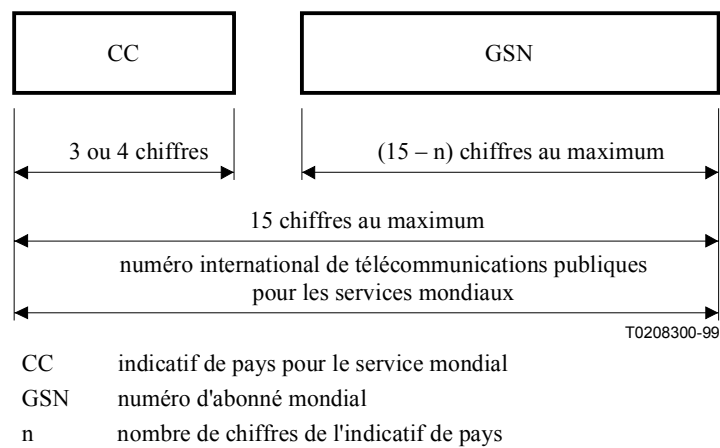 CC GSN
3 ou 4 chiffres (15 – n) chiffres au maximum
15 chiffres au maximum
numéro international de télécommunications publiques
pour les services mondiaux
T0208300-99
CC indicatif de pays pour le service mondial
GSN numéro d'abonné mondial
n nombre de chiffres de l'indicatif de pays